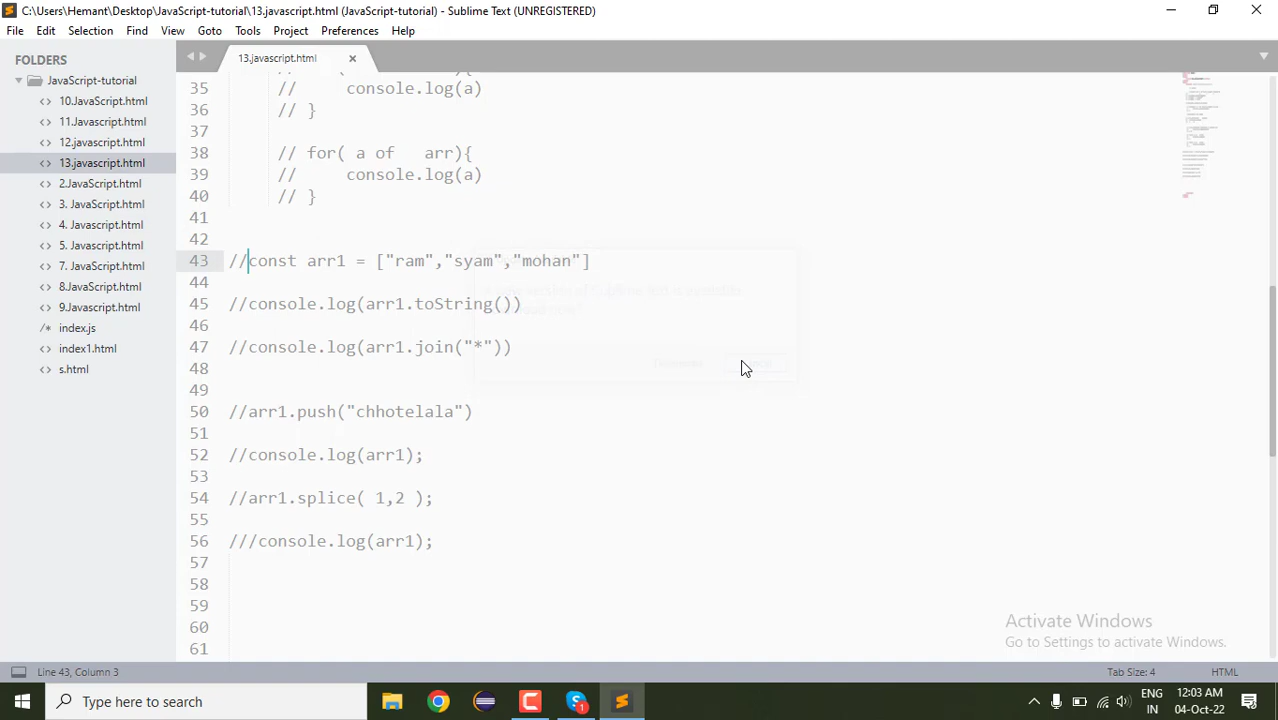 C:\Users\Hemant\Desktop\JavaScript-tutorial\13.javascript.html (JavaScript-tutorial) - Sublime Text (UNREGISTERED)
File Edit Selection Find View Goto Tools Project Preferences Help
FOLDERS
JavaScript-tutorial
10.JavaScript.html
11.Javascript.html
12.javascript.html
13.javascript.html
2.JavaScript.html
3. JavaScript.html
4. Javascript.html
5. Javascript.html
7. Javascript.html
8.JavaScript.html
9.Javascript.html
index.js
index1.html
s.html
13.javascript.html
35 // console.log(a)
36 // }
37
38 // for( a of   arr){
39 //    console.log(a)
40 // }
41
42
43 //const arr1 = ["ram","syam","mohan"]
44
45 //console.log(arr1.toString())
46
47 //console.log(arr1.join("*"))
48
49
50 //arr1.push("chhotelala")
51
52 //console.log(arr1);
53
54 //arr1.splice( 1,2 );
55
56 ///console.log(arr1);
57
58
59
60
61
Activate Windows
Go to Settings to activate Windows.
Line 43, Column 3
Tab Size: 4
HTML
Type here to search
ENG
IN
12:03 AM
04-Oct-22